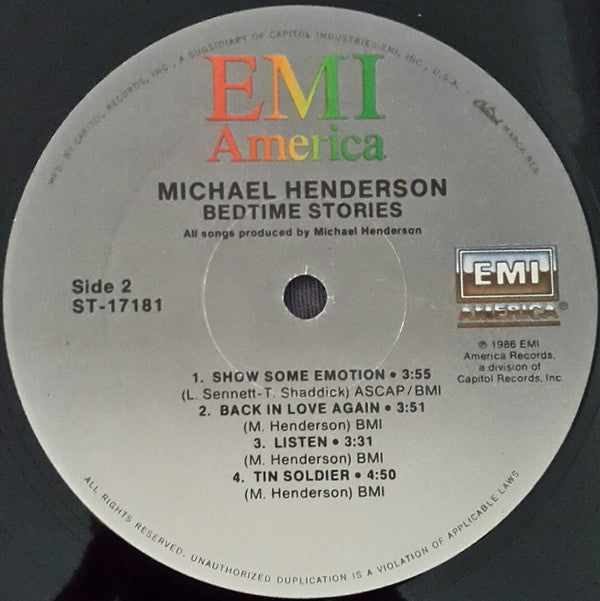 MFD. BY CAPITOL RECORDS, INC., A SUBSIDIARY OF CAPITOL INDUSTRIES-EMI, INC., U.S.A.
Capitol MARCA REG.
EMI
America
MICHAEL HENDERSON
BEDTIME STORIES
All songs produced by Michael Henderson
Side 2
ST-17181
EMI
AMERICA®
℗ 1986 EMI
America Records,
a division of
Capitol Records, Inc.
1. SHOW SOME EMOTION • 3:55
(L. Sennett-T. Shaddick) ASCAP/BMI
2. BACK IN LOVE AGAIN • 3:51
(M. Henderson) BMI
3. LISTEN • 3:31
(M. Henderson) BMI
4. TIN SOLDIER • 4:50
(M. Henderson) BMI
ALL RIGHTS RESERVED. UNAUTHORIZED DUPLICATION IS A VIOLATION OF APPLICABLE LAWS